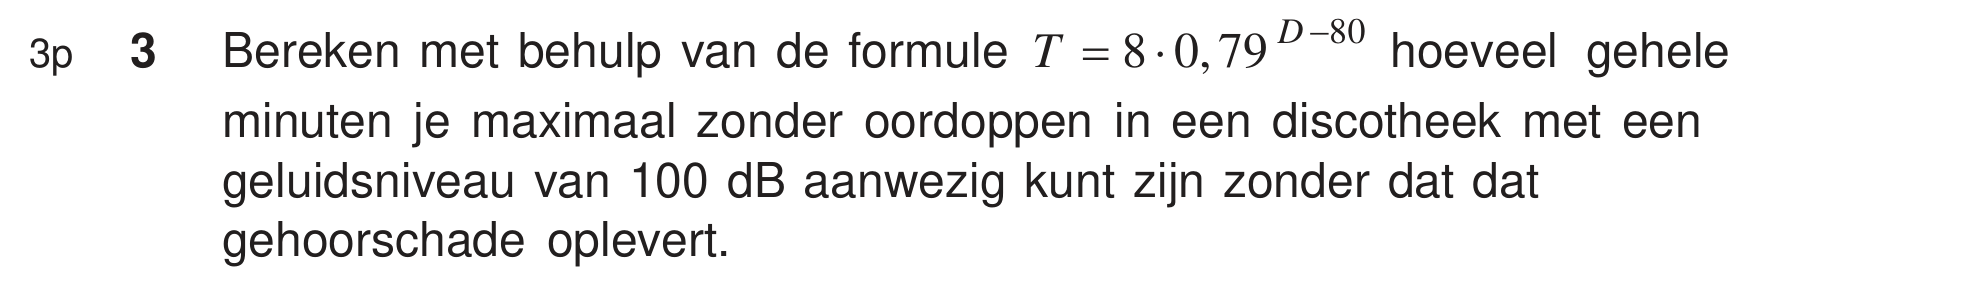 3p 3 Bereken met behulp van de formule T = 8 · 0,79^{D–80} hoeveel gehele
minuten je maximaal zonder oordoppen in een discotheek met een
geluidsniveau van 100 dB aanwezig kunt zijn zonder dat dat
gehoorschade oplevert.